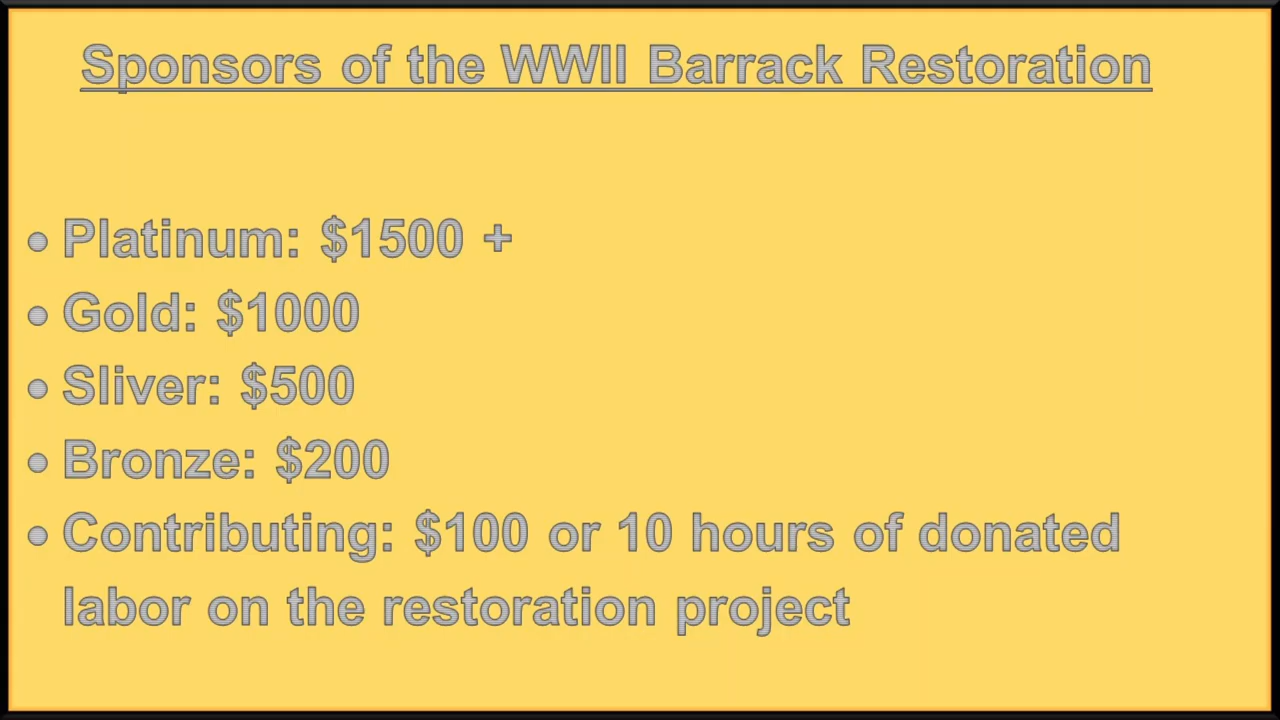 Sponsors of the WWII Barrack Restoration
• Platinum: $1500 +
• Gold: $1000
• Sliver: $500
• Bronze: $200
• Contributing: $100 or 10 hours of donated
labor on the restoration project